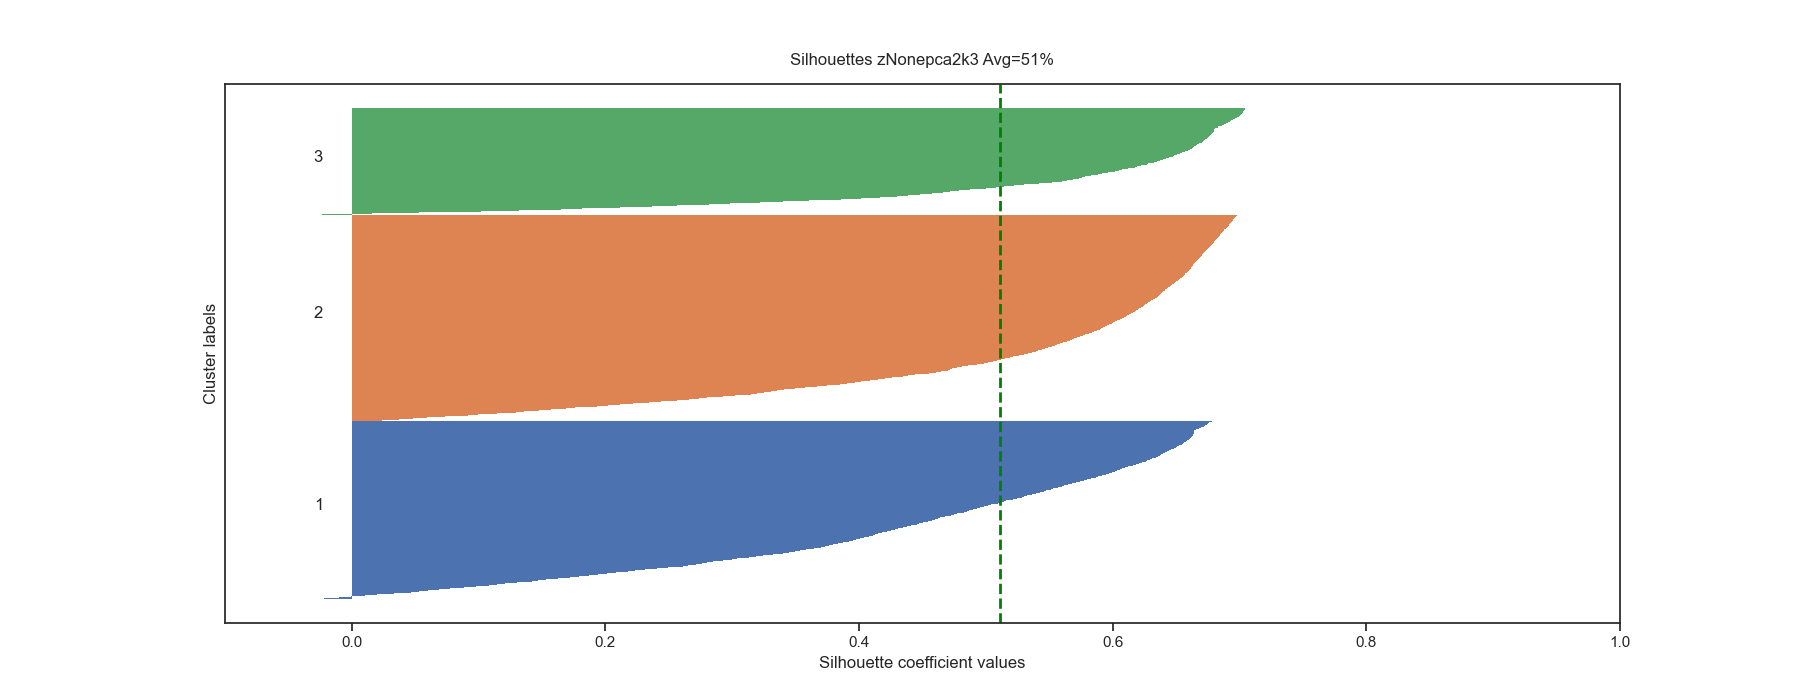 Silhouettes zNonepca2k3 Avg=51%
3
2
1
Cluster labels
0.0 0.2 0.4 0.6 0.8 1.0
Silhouette coefficient values